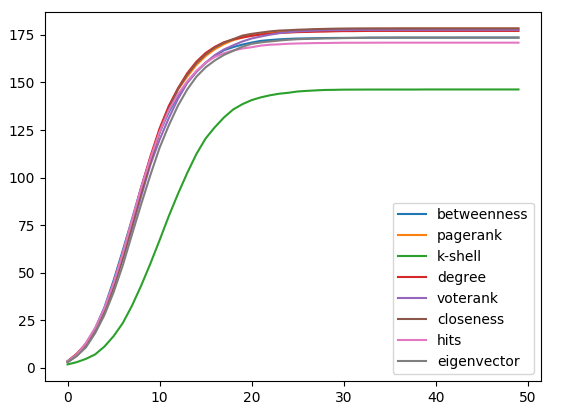 175
150
125
100
75
50
25
0
0 10 20 30 40 50
betweenness
pagerank
k-shell
degree
voterank
closeness
hits
eigenvector